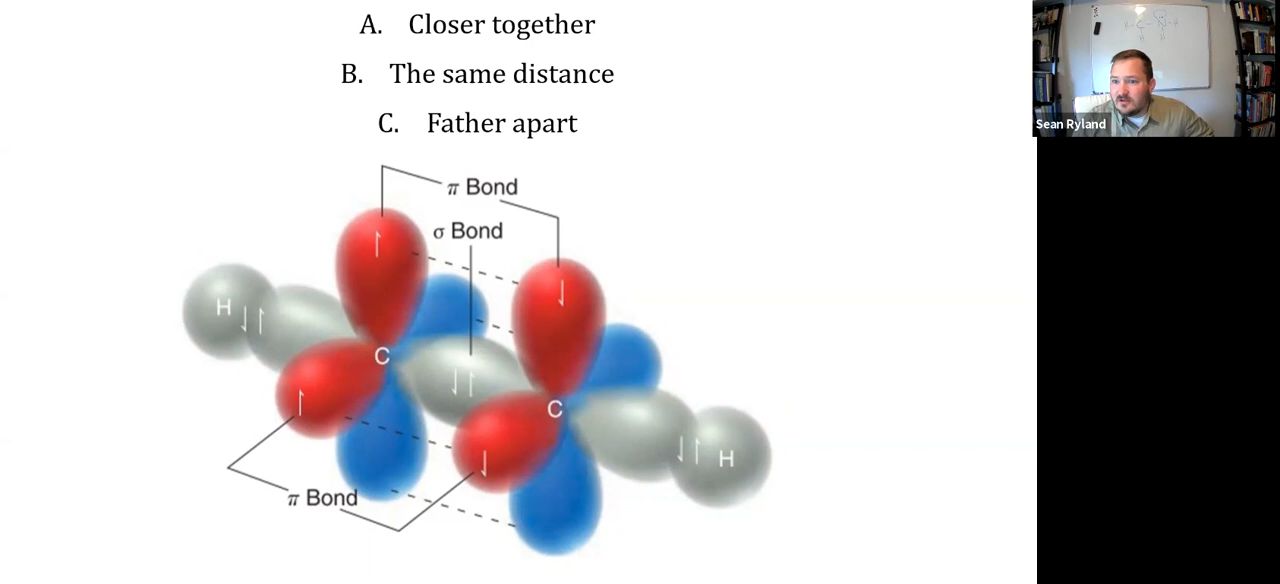 A. Closer together
B. The same distance
C. Father apart
π Bond
σ Bond
H
C
C
H
π Bond
Sean Ryland